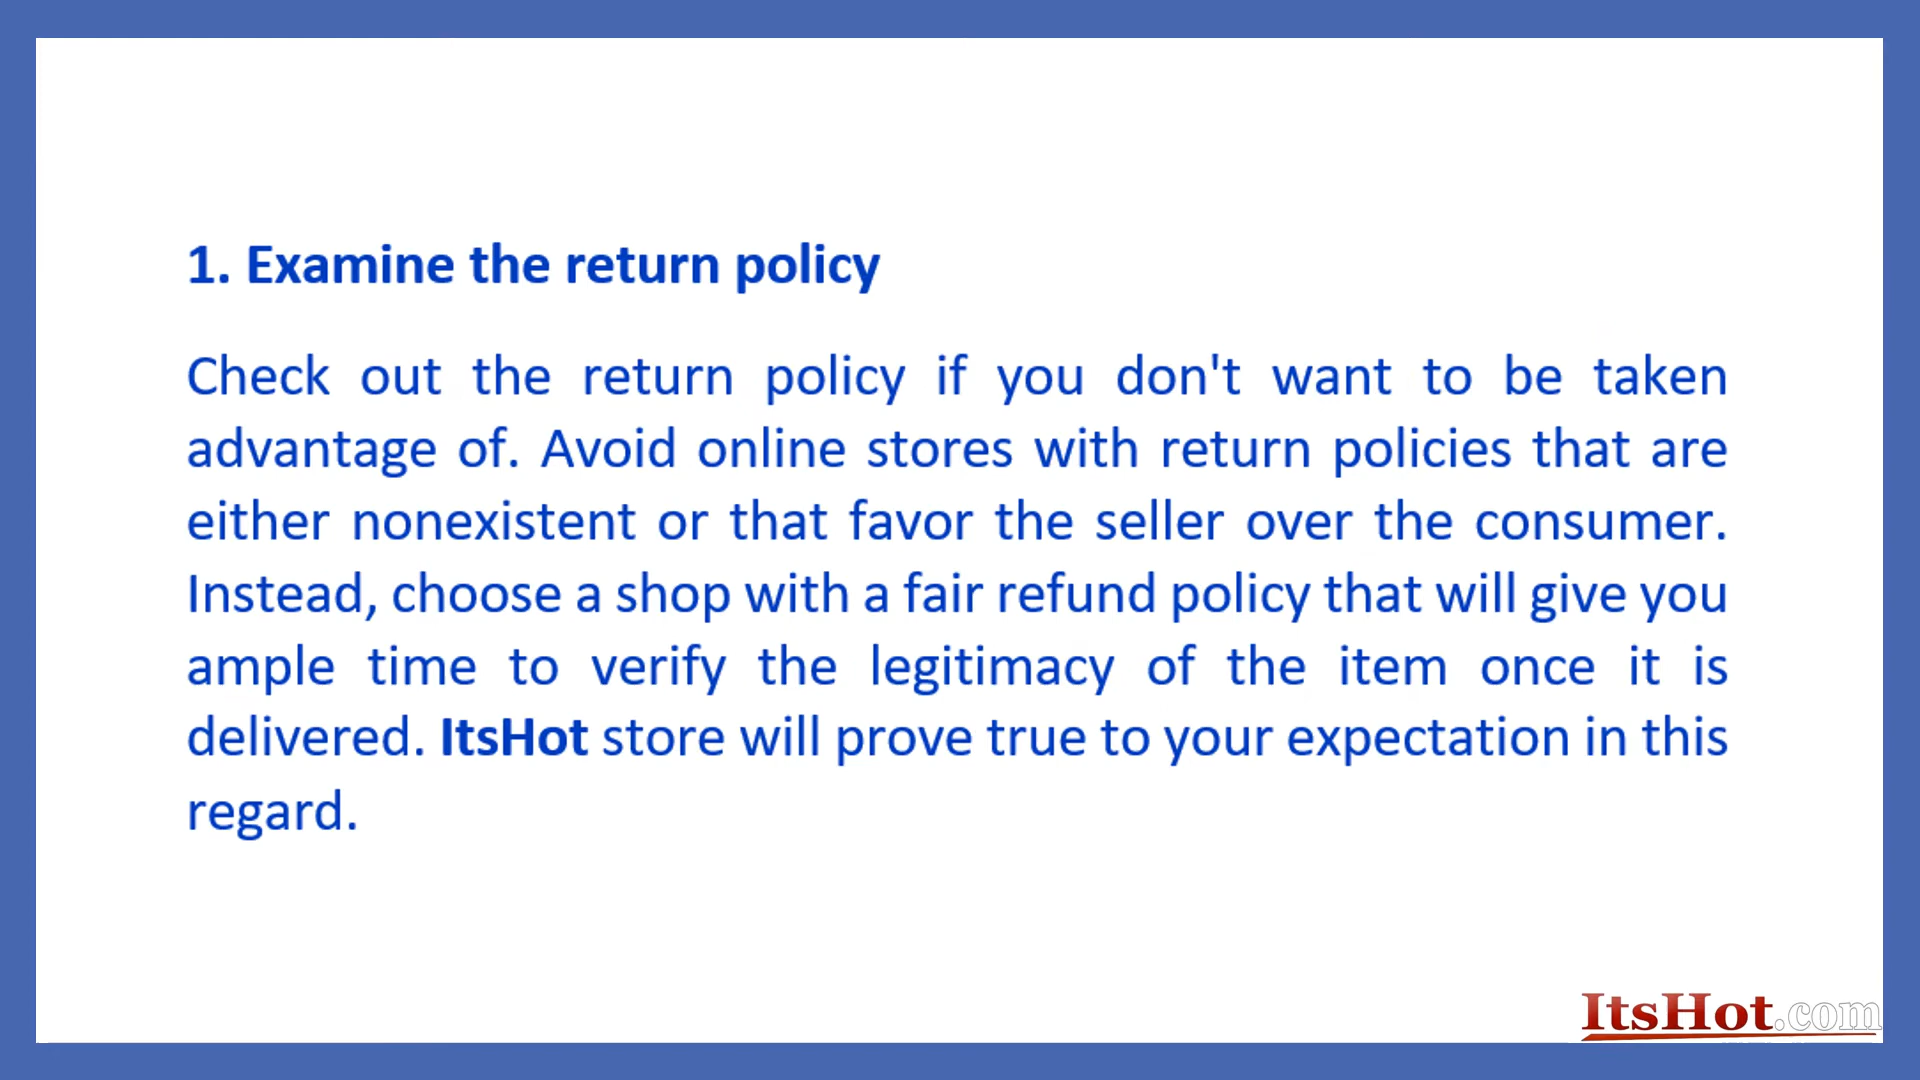 1. Examine the return policy
Check out the return policy if you don't want to be taken
advantage of. Avoid online stores with return policies that are
either nonexistent or that favor the seller over the consumer.
Instead, choose a shop with a fair refund policy that will give you
ample time to verify the legitimacy of the item once it is
delivered. ItsHot store will prove true to your expectation in this
regard.
ItsHot.com